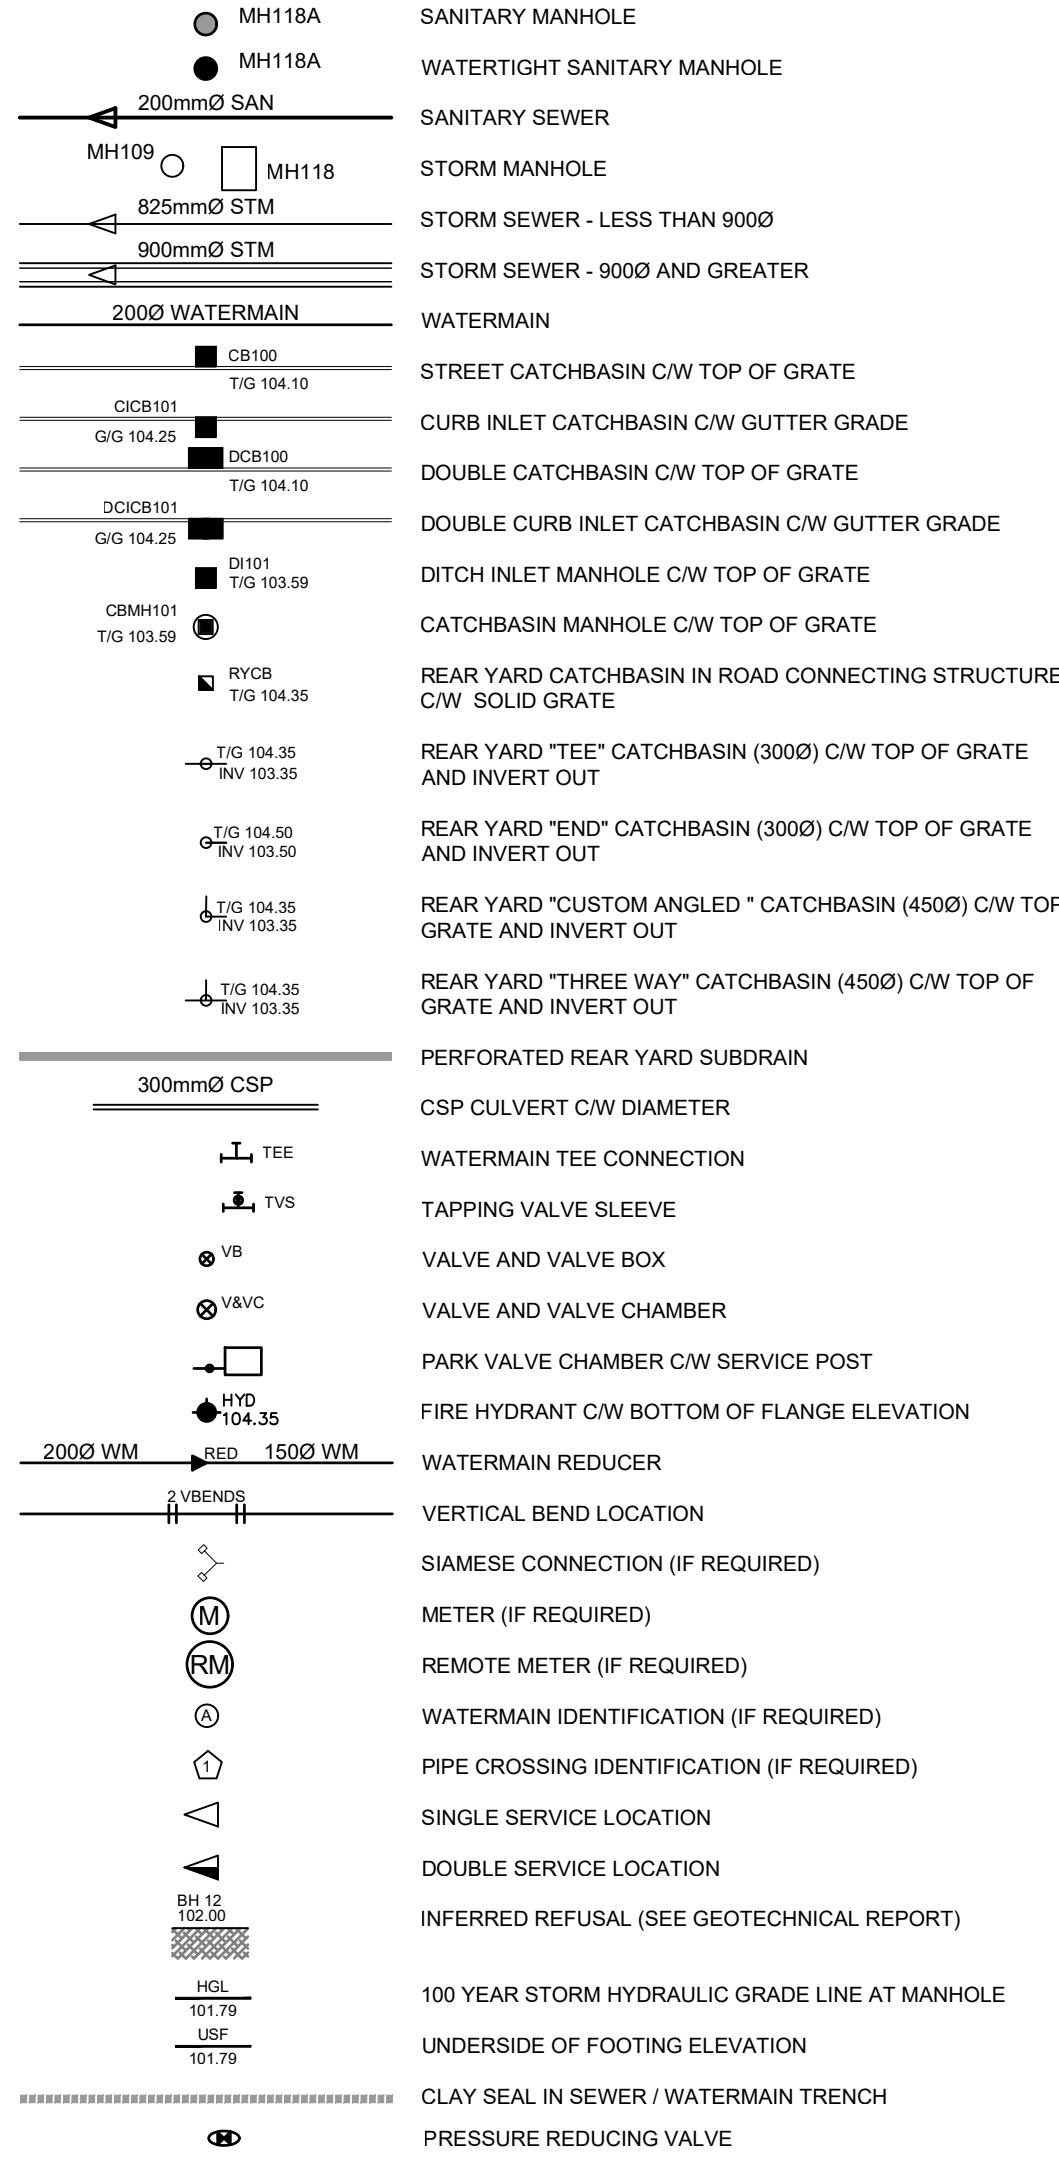 MH118A SANITARY MANHOLE
MH118A WATERTIGHT SANITARY MANHOLE
200mmØ SAN SANITARY SEWER
MH109 MH118 STORM MANHOLE
825mmØ STM STORM SEWER - LESS THAN 900Ø
900mmØ STM STORM SEWER - 900Ø AND GREATER
200Ø WATERMAIN WATERMAIN
CB100
T/G 104.10
STREET CATCHBASIN C/W TOP OF GRATE
CICB101
G/G 104.25
CURB INLET CATCHBASIN C/W GUTTER GRADE
DCB100
T/G 104.10
DOUBLE CATCHBASIN C/W TOP OF GRATE
DCICB101
G/G 104.25
DOUBLE CURB INLET CATCHBASIN C/W GUTTER GRADE
DI101
T/G 103.59
DITCH INLET MANHOLE C/W TOP OF GRATE
CBMH101
T/G 103.59
CATCHBASIN MANHOLE C/W TOP OF GRATE
RYCB
T/G 104.35
REAR YARD CATCHBASIN IN ROAD CONNECTING STRUCTURE
C/W SOLID GRATE
T/G 104.35
INV 103.35
REAR YARD "TEE" CATCHBASIN (300Ø) C/W TOP OF GRATE
AND INVERT OUT
T/G 104.50
INV 103.50
REAR YARD "END" CATCHBASIN (300Ø) C/W TOP OF GRATE
AND INVERT OUT
T/G 104.35
INV 103.35
REAR YARD "CUSTOM ANGLED " CATCHBASIN (450Ø) C/W TOP
GRATE AND INVERT OUT
T/G 104.35
INV 103.35
REAR YARD "THREE WAY" CATCHBASIN (450Ø) C/W TOP OF
GRATE AND INVERT OUT
PERFORATED REAR YARD SUBDRAIN
300mmØ CSP CSP CULVERT C/W DIAMETER
TEE WATERMAIN TEE CONNECTION
TVS TAPPING VALVE SLEEVE
VB VALVE AND VALVE BOX
V&VC VALVE AND VALVE CHAMBER
PARK VALVE CHAMBER C/W SERVICE POST
HYD
104.35
FIRE HYDRANT C/W BOTTOM OF FLANGE ELEVATION
200Ø WM RED 150Ø WM WATERMAIN REDUCER
2 VBENDS VERTICAL BEND LOCATION
SIAMESE CONNECTION (IF REQUIRED)
M METER (IF REQUIRED)
RM REMOTE METER (IF REQUIRED)
A WATERMAIN IDENTIFICATION (IF REQUIRED)
1 PIPE CROSSING IDENTIFICATION (IF REQUIRED)
SINGLE SERVICE LOCATION
DOUBLE SERVICE LOCATION
BH 12
102.00
INFERRED REFUSAL (SEE GEOTECHNICAL REPORT)
HGL
101.79
100 YEAR STORM HYDRAULIC GRADE LINE AT MANHOLE
USF
101.79
UNDERSIDE OF FOOTING ELEVATION
CLAY SEAL IN SEWER / WATERMAIN TRENCH
PRESSURE REDUCING VALVE